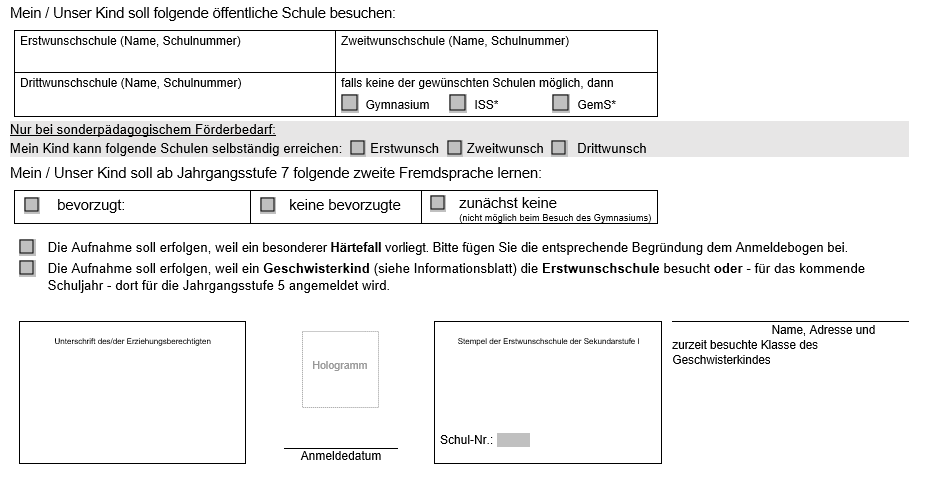 Mein / Unser Kind soll folgende öffentliche Schule besuchen:
Erstwunschschule (Name, Schulnummer)
Zweitwunschschule (Name, Schulnummer)
Drittwunschschule (Name, Schulnummer)
falls keine der gewünschten Schulen möglich, dann
Gymnasium ISS* GemS*
Nur bei sonderpädagogischem Förderbedarf:
Mein Kind kann folgende Schulen selbständig erreichen: Erstwunsch Zweitwunsch Drittwunsch
Mein / Unser Kind soll ab Jahrgangsstufe 7 folgende zweite Fremdsprache lernen:
bevorzugt:
keine bevorzugte
zunächst keine
(nicht möglich beim Besuch des Gymnasiums)
Die Aufnahme soll erfolgen, weil ein besonderer Härtefall vorliegt. Bitte fügen Sie die entsprechende Begründung dem Anmeldebogen bei.
Die Aufnahme soll erfolgen, weil ein Geschwisterkind (siehe Informationsblatt) die Erstwunschschule besucht oder - für das kommende
Schuljahr - dort für die Jahrgangsstufe 5 angemeldet wird.
Unterschrift des/der Erziehungsberechtigten
Hologramm
Anmeldedatum
Stempel der Erstwunschschule der Sekundarstufe I
Schul-Nr.:
Name, Adresse und
zurzeit besuchte Klasse des
Geschwisterkindes